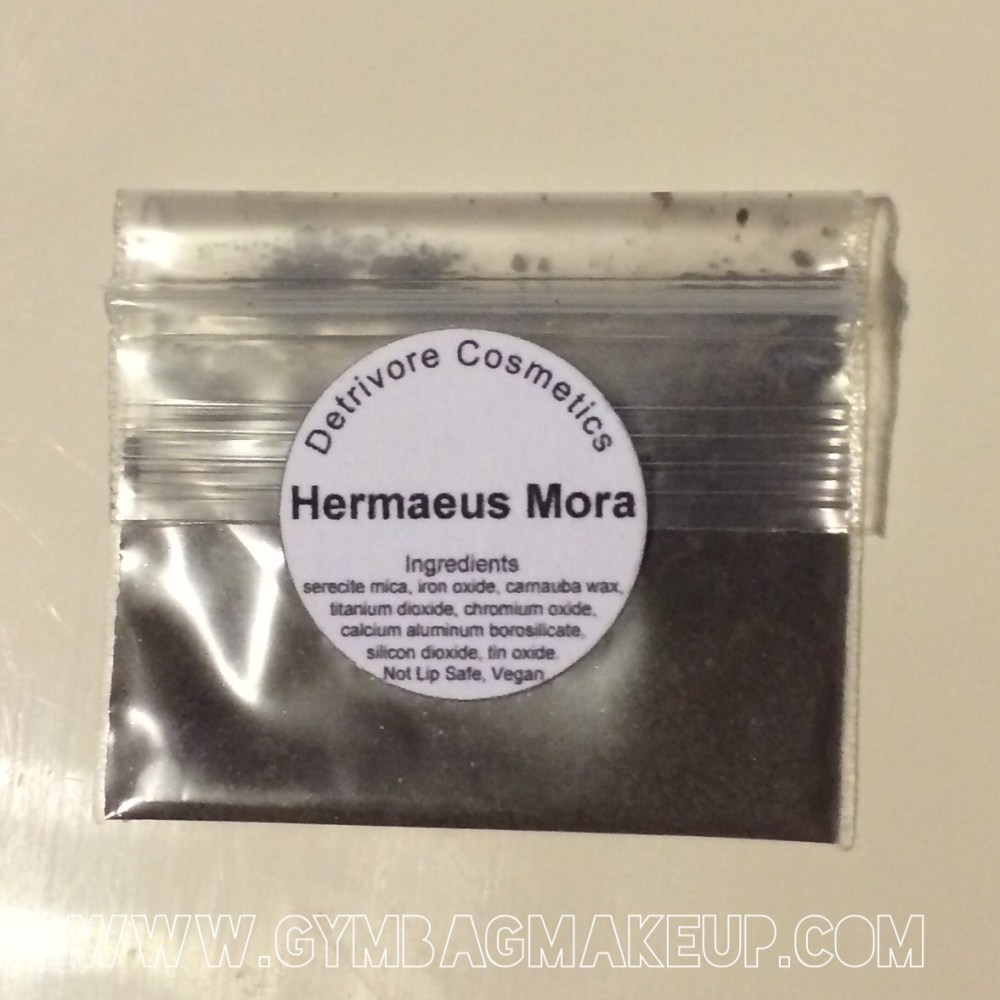 Detrivore Cosmetics
Hermaeus Mora
Ingredients
serecite mica, iron oxide, carnauba wax,
titanium dioxide, chromium oxide,
calcium aluminum borosilicate,
silicon dioxide, tin oxide.
Not Lip Safe, Vegan
WWW.GYMBAGMAKEUP.COM